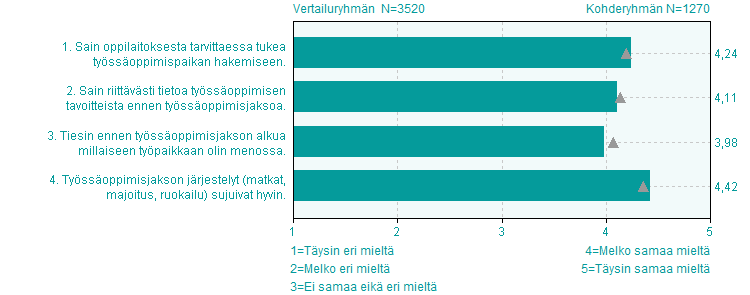 Vertailuryhmän N=3520 Kohderyhmän N=1270
1. Sain oppilaitoksesta tarvittaessa tukea
työssäoppimispaikan hakemiseen.
4,24
2. Sain riittävästi tietoa työssäoppimisen
tavoitteista ennen työssäoppimisjaksoa.
4,11
3. Tiesin ennen työssäoppimisjakson alkua
millaiseen työpaikkaan olin menossa.
3,98
4. Työssäoppimisjakson järjestelyt (matkat,
majoitus, ruokailu) sujuivat hyvin.
4,42
1 2 3 4 5
1=Täysin eri mieltä 4=Melko samaa mieltä
2=Melko eri mieltä 5=Täysin samaa mieltä
3=Ei samaa eikä eri mieltä